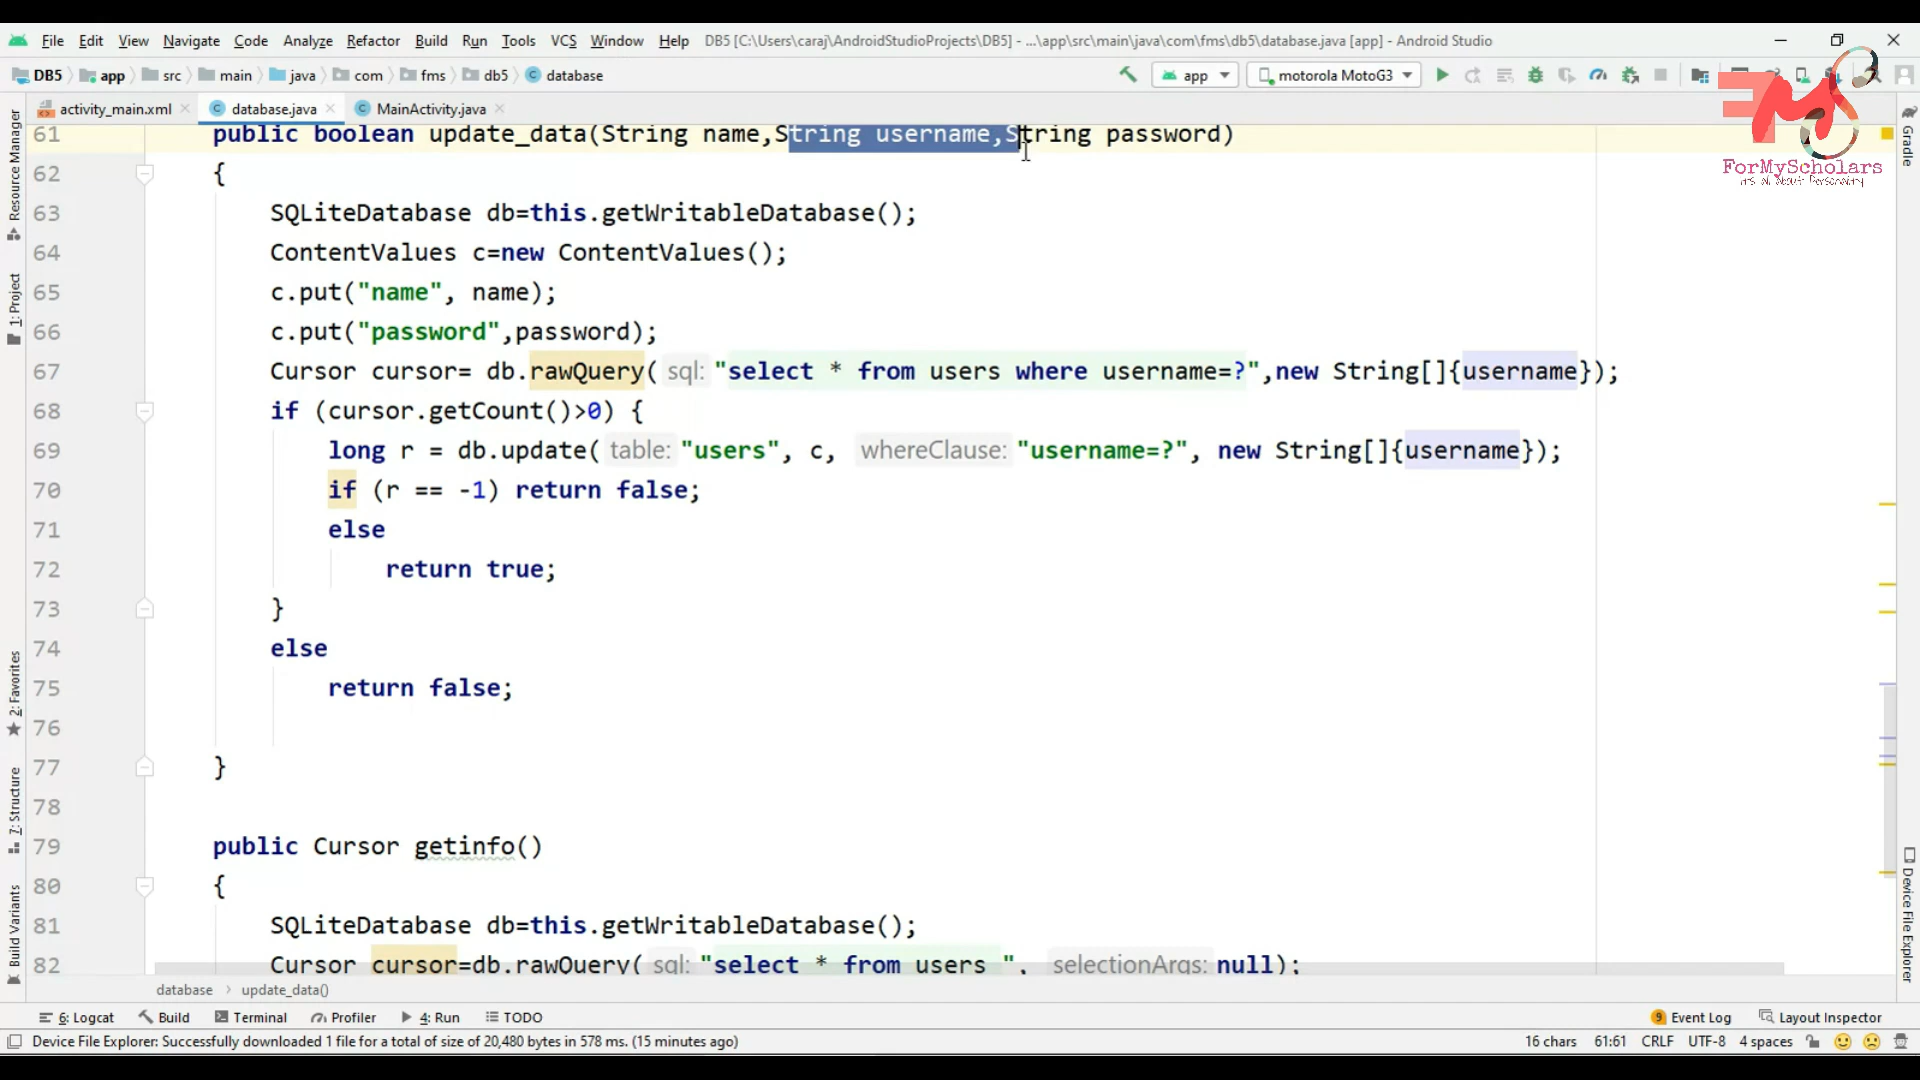 File Edit View Navigate Code Analyze Refactor Build Run Tools VCS Window Help DB5 [C:\Users\caraj\AndroidStudioProjects\DB5] - ...\app\src\main\java\com\fms\db5\database.java [app] - Android Studio
DB5 app src main java com fms db5 database app motorola MotoG3
activity_main.xml database.java MainActivity.java
ForMyScholars
61 public boolean update_data(String name,String username,String password)
62 {
63 SQLiteDatabase db=this.getWritableDatabase();
64 ContentValues c=new ContentValues();
65 c.put("name", name);
66 c.put("password",password);
67 Cursor cursor= db.rawQuery( sql: "select * from users where username=?",new String[]{username});
68 if (cursor.getCount()>0) {
69 long r = db.update( table: "users", c, whereClause: "username=?", new String[]{username});
70 if (r == -1) return false;
71 else
72 return true;
73 }
74 else
75 return false;
76
77 }
78
79 public Cursor getinfo()
80 {
81 SQLiteDatabase db=this.getWritableDatabase();
82 Cursor cursor=db.rawQuery( sql: "select * from users ", selectionArgs: null);
database > update_data()
6: Logcat Build Terminal Profiler 4: Run TODO 9 Event Log Layout Inspector
Device File Explorer: Successfully downloaded 1 file for a total of size of 20,480 bytes in 578 ms. (15 minutes ago) 16 chars 61:61 CRLF UTF-8 4 spaces
Resource Manager
1: Project
2: Favorites
7: Structure
Build Variants
Gradle
Device File Explorer